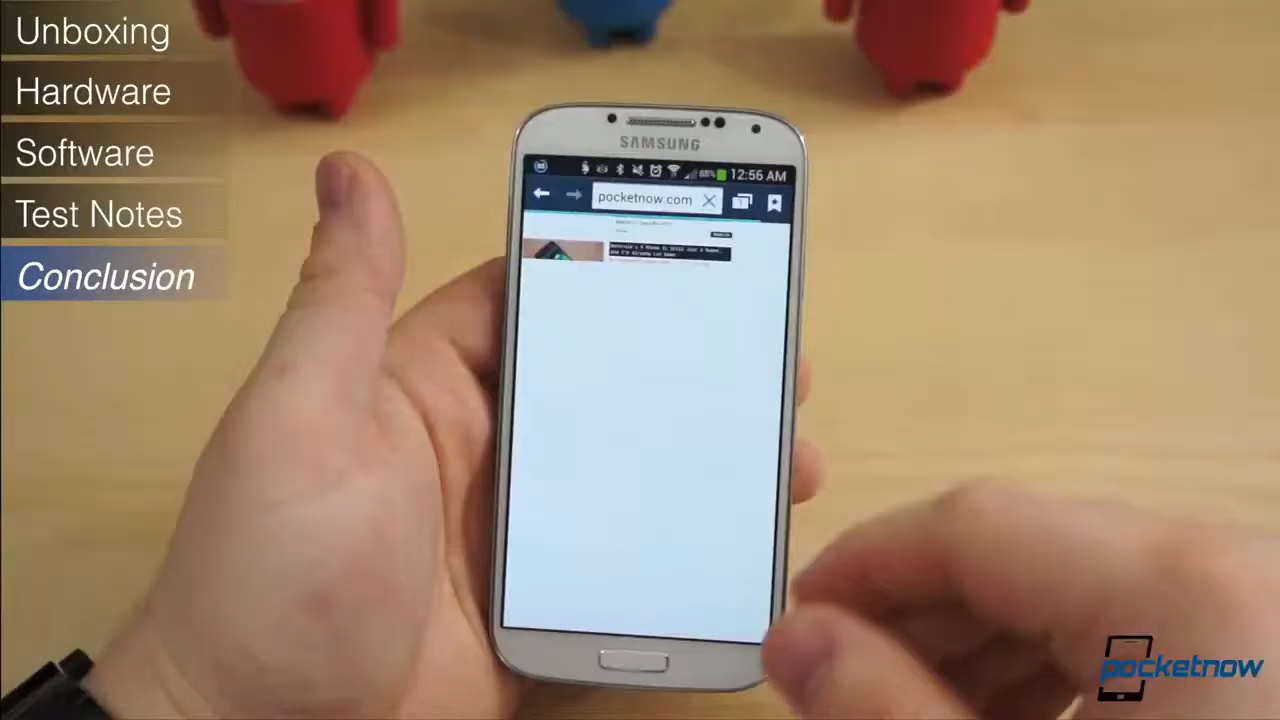 Unboxing
Hardware
Software
Test Notes
Conclusion
SAMSUNG
12:56 AM
pocketnow.com
pocketnow